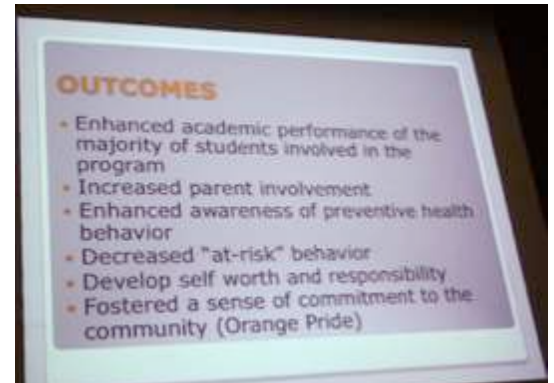 OUTCOMES
• Enhanced academic performance of the
majority of students involved in the
program
• Increased parent involvement
• Enhanced awareness of preventive health
behavior
• Decreased "at-risk" behavior
• Develop self worth and responsibility
• Fostered a sense of commitment to the
community (Orange Pride)